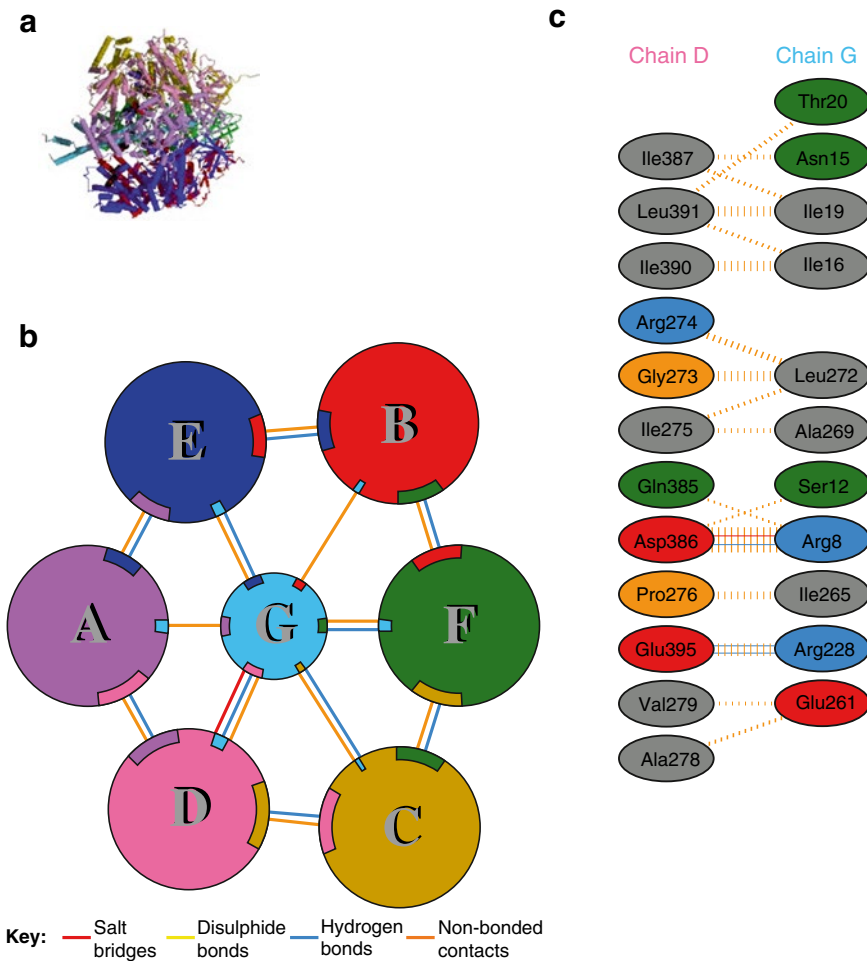 a
c
Chain D Chain G
Thr20
Ile387 Asn15
Leu391 Ile19
Ile390 Ile16
Arg274
Gly273 Leu272
Ile275 Ala269
Gln385 Ser12
Asp386 Arg8
Pro276 Ile265
Glu395 Arg228
Val279 Glu261
Ala278
b
E B
A G F
D C
Key: Salt bridges Disulphide bonds Hydrogen bonds Non-bonded contacts